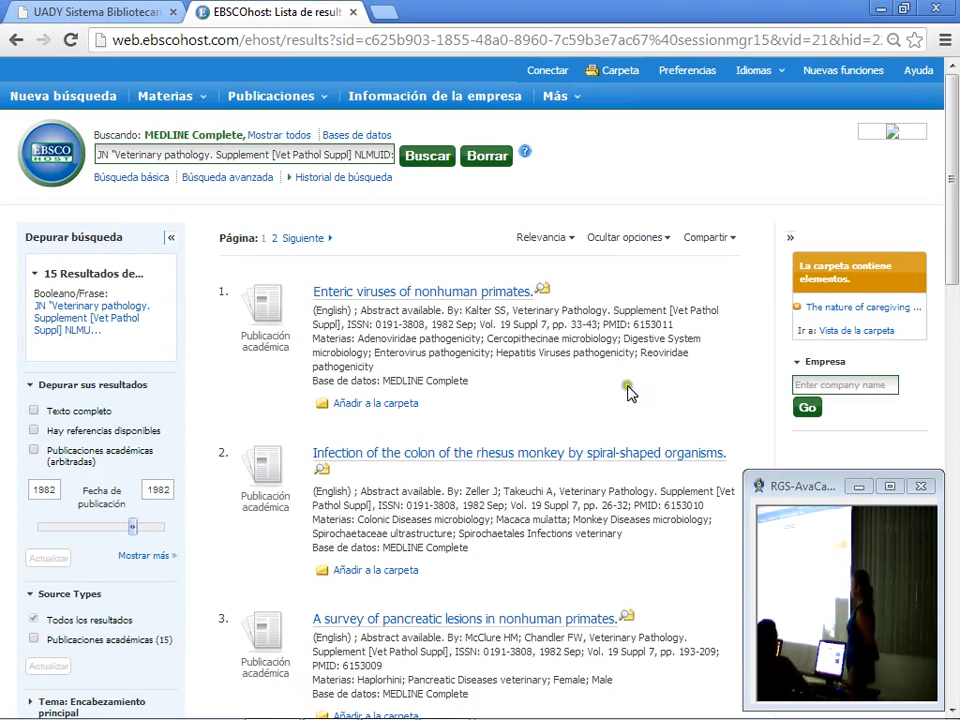 UADY Sistema Bibliotecari
EBSCOhost: Lista de result
web.ebscohost.com/ehost/results?sid=c625b903-1855-48a0-8960-7c59b3e7ac67%40sessionmgr15&vid=21&hid=2
Conectar Carpeta Preferencias Idiomas Nuevas funciones Ayuda
Nueva búsqueda Materias Publicaciones Información de la empresa Más
EBSCO
HOST
Buscando: MEDLINE Complete, Mostrar todos Bases de datos
JN "Veterinary pathology. Supplement [Vet Pathol Suppl] NLMUID:
Buscar Borrar ?
Búsqueda básica Búsqueda avanzada Historial de búsqueda
Depurar búsqueda «
15 Resultados de...
Booleano/Frase:
JN "Veterinary pathology.
Supplement [Vet Pathol
Suppl] NLMU...
Depurar sus resultados
Texto completo
Hay referencias disponibles
Publicaciones académicas
(arbitradas)
1982 Fecha de publicación 1982
Actualizar Mostrar más »
Source Types
Todos los resultados
Publicaciones académicas (15)
Actualizar
Tema: Encabezamiento
principal
Página: 1 2 Siguiente
Relevancia Ocultar opciones Compartir
1. Enteric viruses of nonhuman primates.
Publicación
académica
(English) ; Abstract available. By: Kalter SS, Veterinary Pathology. Supplement [Vet Pathol
Suppl], ISSN: 0191-3808, 1982 Sep; Vol. 19 Suppl 7, pp. 33-43; PMID: 6153011
Materias: Adenoviridae pathogenicity; Cercopithecinae microbiology; Digestive System
microbiology; Enterovirus pathogenicity; Hepatitis Viruses pathogenicity; Reoviridae
pathogenicity
Base de datos: MEDLINE Complete
Añadir a la carpeta
2. Infection of the colon of the rhesus monkey by spiral-shaped organisms.
Publicación
académica
(English) ; Abstract available. By: Zeller J; Takeuchi A, Veterinary Pathology. Supplement [Vet
Pathol Suppl], ISSN: 0191-3808, 1982 Sep; Vol. 19 Suppl 7, pp. 26-32; PMID: 6153010
Materias: Colonic Diseases microbiology; Macaca mulatta; Monkey Diseases microbiology;
Spirochaetaceae ultrastructure; Spirochaetales Infections veterinary
Base de datos: MEDLINE Complete
Añadir a la carpeta
3. A survey of pancreatic lesions in nonhuman primates.
Publicación
académica
(English) ; Abstract available. By: McClure HM; Chandler FW, Veterinary Pathology.
Supplement [Vet Pathol Suppl], ISSN: 0191-3808, 1982 Sep; Vol. 19 Suppl 7, pp. 193-209;
PMID: 6153009
Materias: Haplorhini; Pancreatic Diseases veterinary; Female; Male
Base de datos: MEDLINE Complete
Añadir a la carpeta
»
La carpeta contiene
elementos.
The nature of caregiving ...
Ir a: Vista de la carpeta
Empresa
Enter company name
Go
RGS-AvaCa...